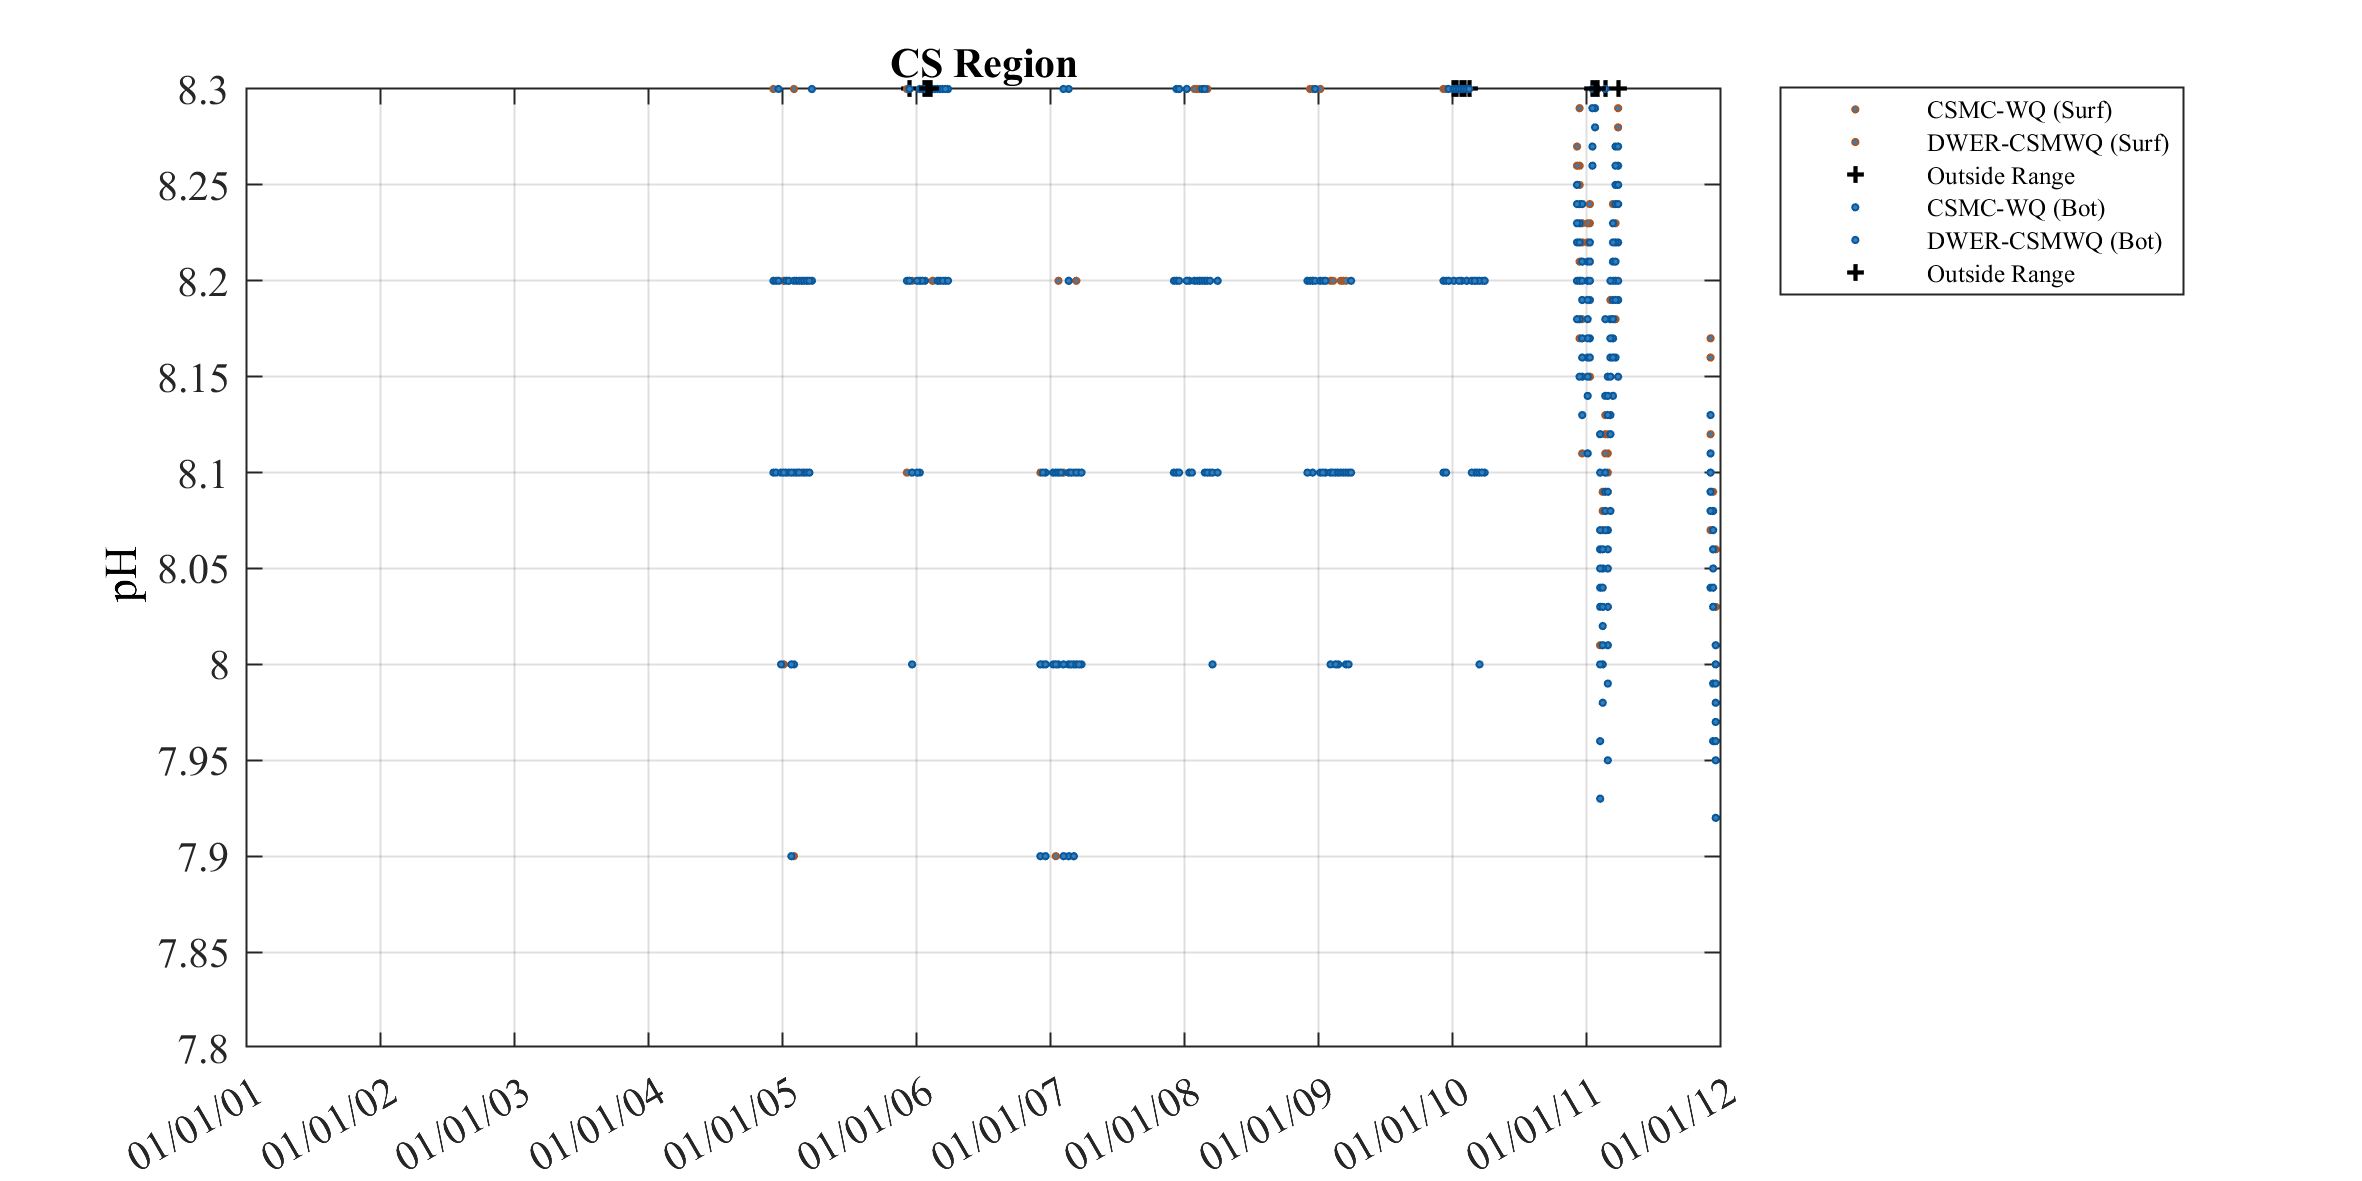 CS Region
8.3
8.25
8.2
8.15
8.1
8.05
8
7.95
7.9
7.85
7.8
pH
01/01/01
01/01/02
01/01/03
01/01/04
01/01/05
01/01/06
01/01/07
01/01/08
01/01/09
01/01/10
01/01/11
01/01/12
CSMC-WQ (Surf)
DWER-CSMWQ (Surf)
Outside Range
CSMC-WQ (Bot)
DWER-CSMWQ (Bot)
Outside Range